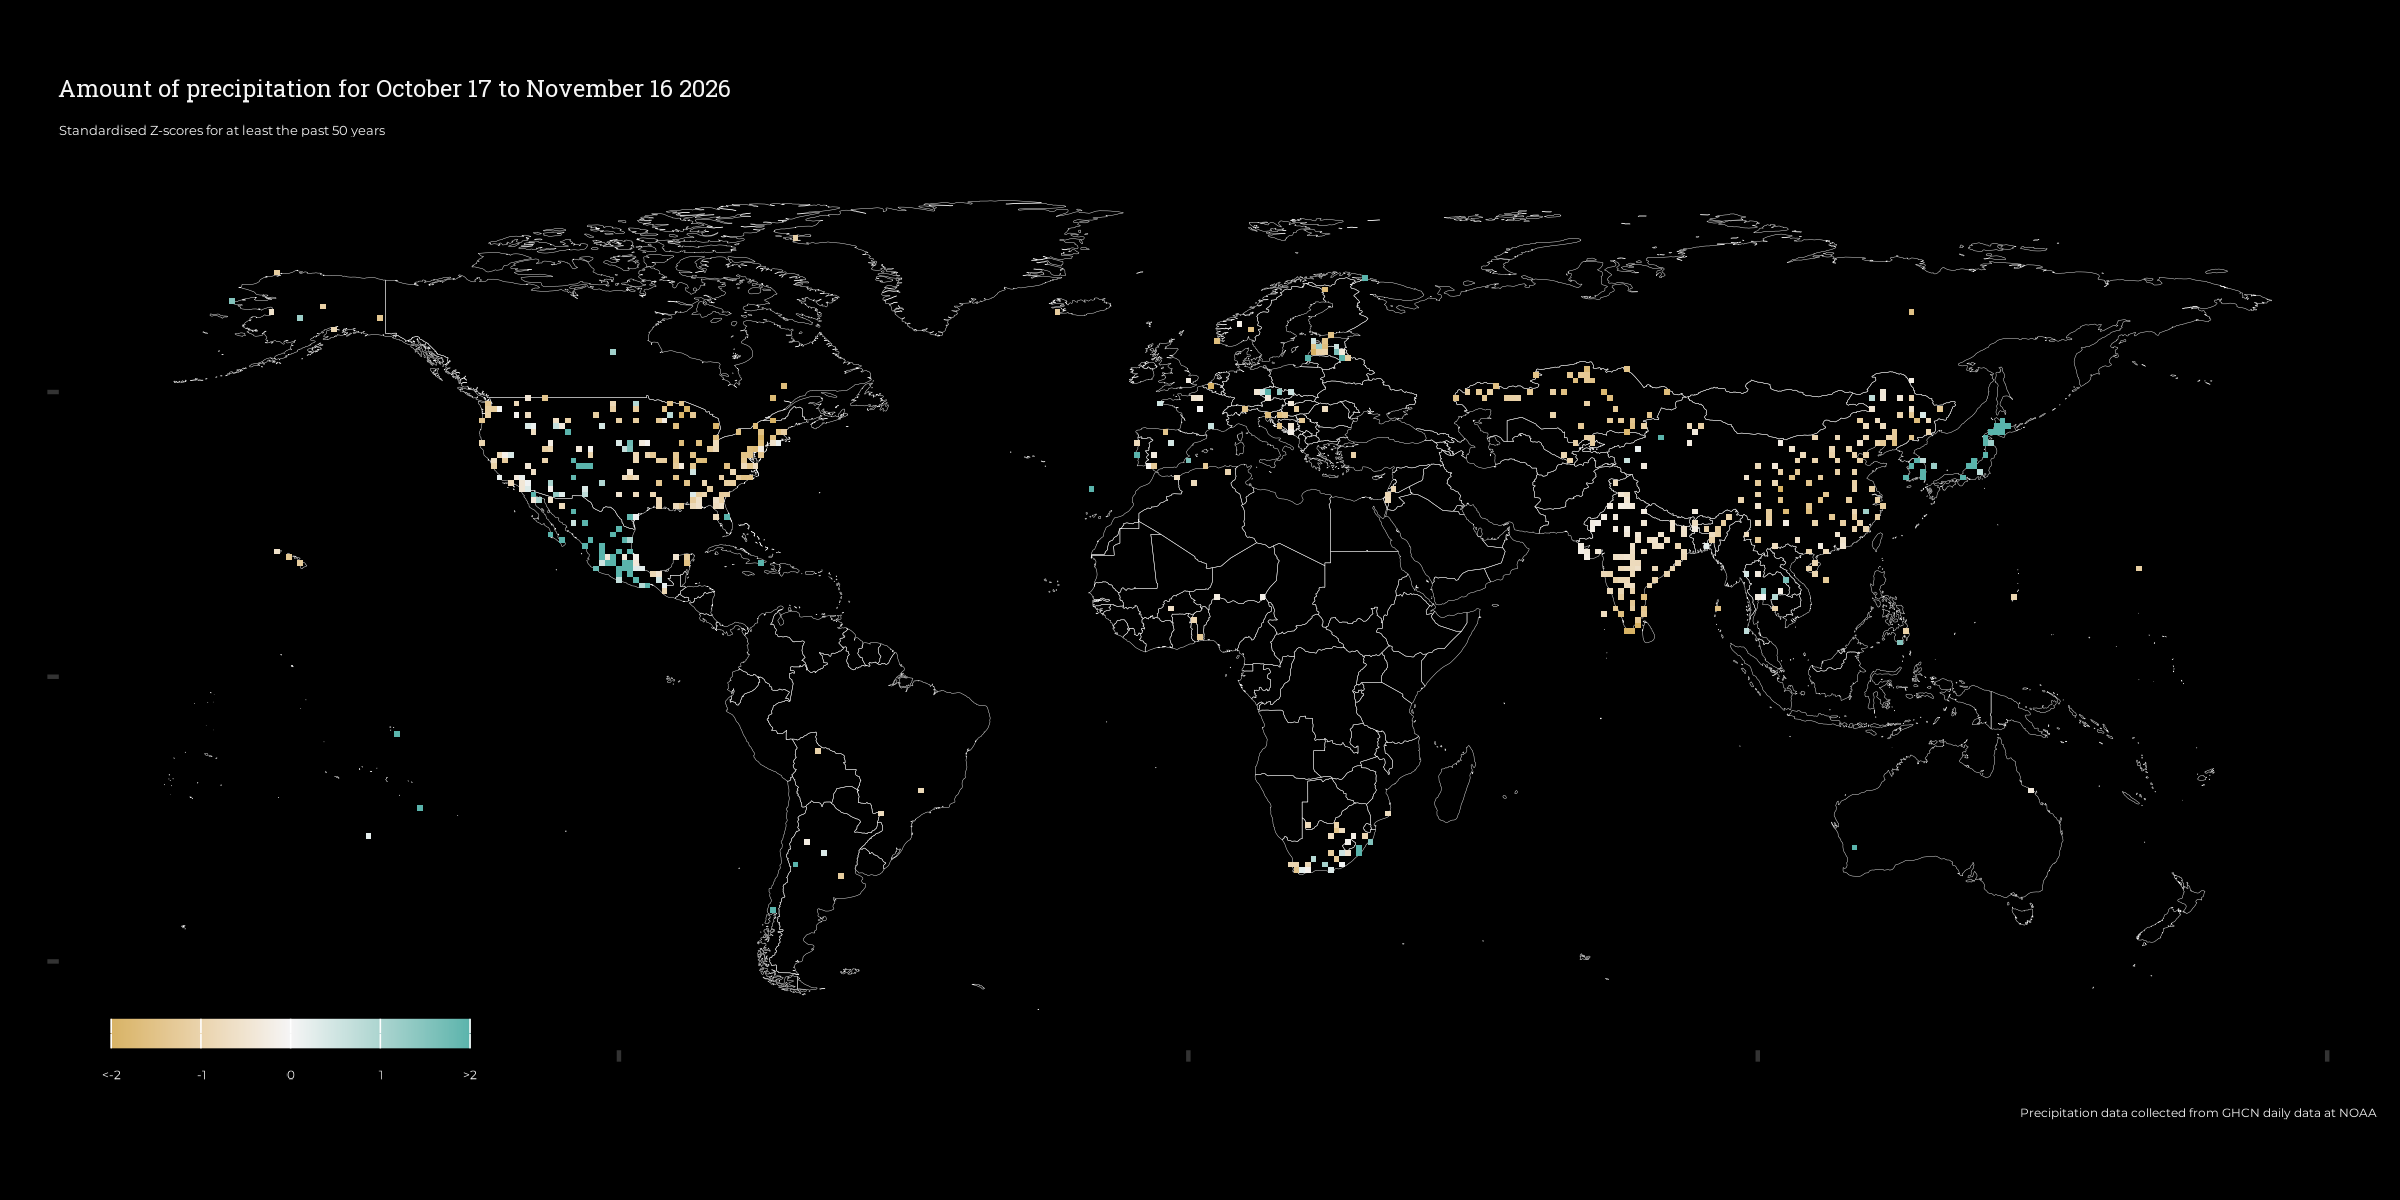 Amount of precipitation for October 17 to November 16 2026
Standardised Z-scores for at least the past 50 years
<-2 -1 0 1 >2
Precipitation data collected from GHCN daily data at NOAA